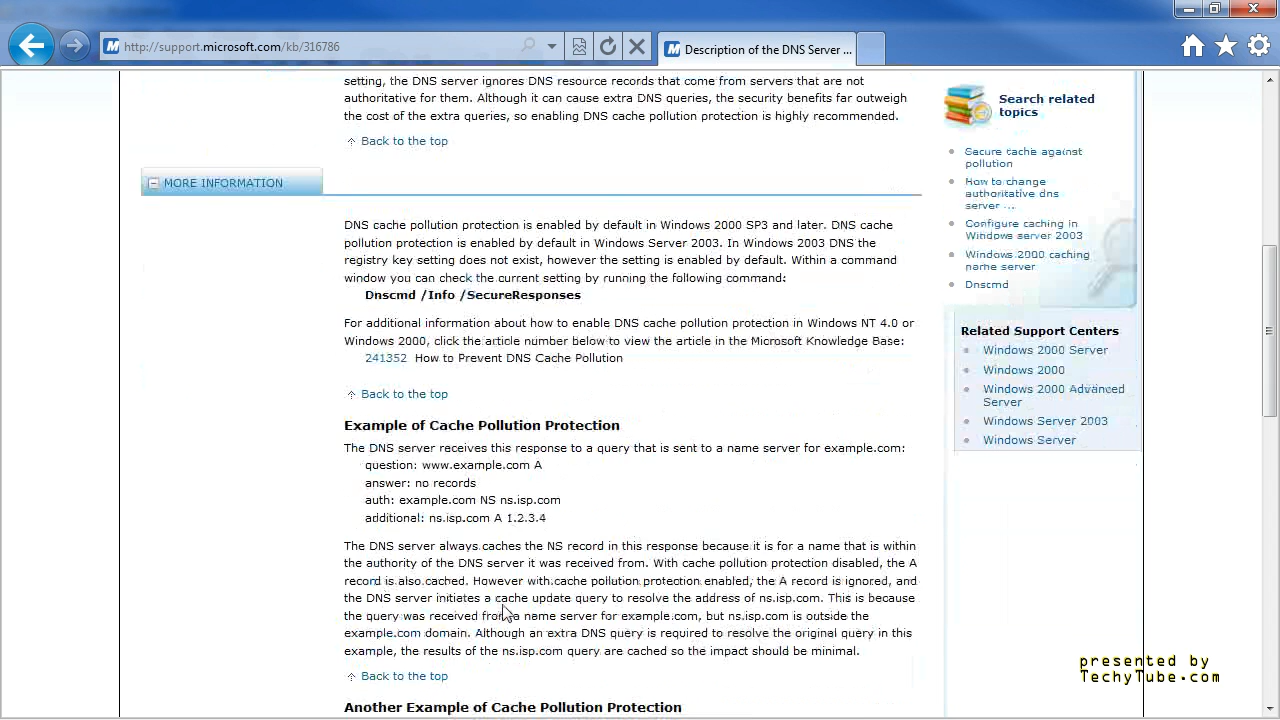 http://support.microsoft.com/kb/316786
Description of the DNS Server ...
setting, the DNS server ignores DNS resource records that come from servers that are not
authoritative for them. Although it can cause extra DNS queries, the security benefits far outweigh
the cost of the extra queries, so enabling DNS cache pollution protection is highly recommended.
Back to the top
MORE INFORMATION
DNS cache pollution protection is enabled by default in Windows 2000 SP3 and later. DNS cache
pollution protection is enabled by default in Windows Server 2003. In Windows 2003 DNS the
registry key setting does not exist, however the setting is enabled by default. Within a command
window you can check the current setting by running the following command:
Dnscmd /Info /SecureResponses
For additional information about how to enable DNS cache pollution protection in Windows NT 4.0 or
Windows 2000, click the article number below to view the article in the Microsoft Knowledge Base:
241352 How to Prevent DNS Cache Pollution
Back to the top
Example of Cache Pollution Protection
The DNS server receives this response to a query that is sent to a name server for example.com:
question: www.example.com A
answer: no records
auth: example.com NS ns.isp.com
additional: ns.isp.com A 1.2.3.4
The DNS server always caches the NS record in this response because it is for a name that is within
the authority of the DNS server it was received from. With cache pollution protection disabled, the A
record is also cached. However with cache pollution protection enabled, the A record is ignored, and
the DNS server initiates a cache update query to resolve the address of ns.isp.com. This is because
the query was received from a name server for example.com, but ns.isp.com is outside the
example.com domain. Although an extra DNS query is required to resolve the original query in this
example, the results of the ns.isp.com query are cached so the impact should be minimal.
Back to the top
Another Example of Cache Pollution Protection
Search related
topics
Secure cache against
pollution
How to change
authoritative dns
server ...
Configure caching in
Windows server 2003
Windows 2000 caching
name server
Dnscmd
Related Support Centers
Windows 2000 Server
Windows 2000
Windows 2000 Advanced
Server
Windows Server 2003
Windows Server
presented by
TechyTube.com